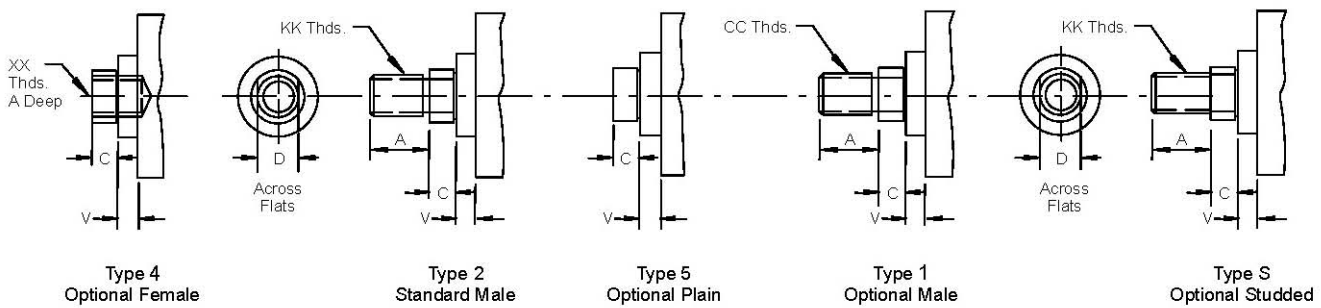 XX
Thds.
A Deep
C
V
D
Across
Flats
KK Thds.
A
C
V
C
V
CC Thds.
A
C
V
D
Across
Flats
KK Thds.
A
C
V
Type 4
Optional Female
Type 2
Standard Male
Type 5
Optional Plain
Type 1
Optional Male
Type S
Optional Studded